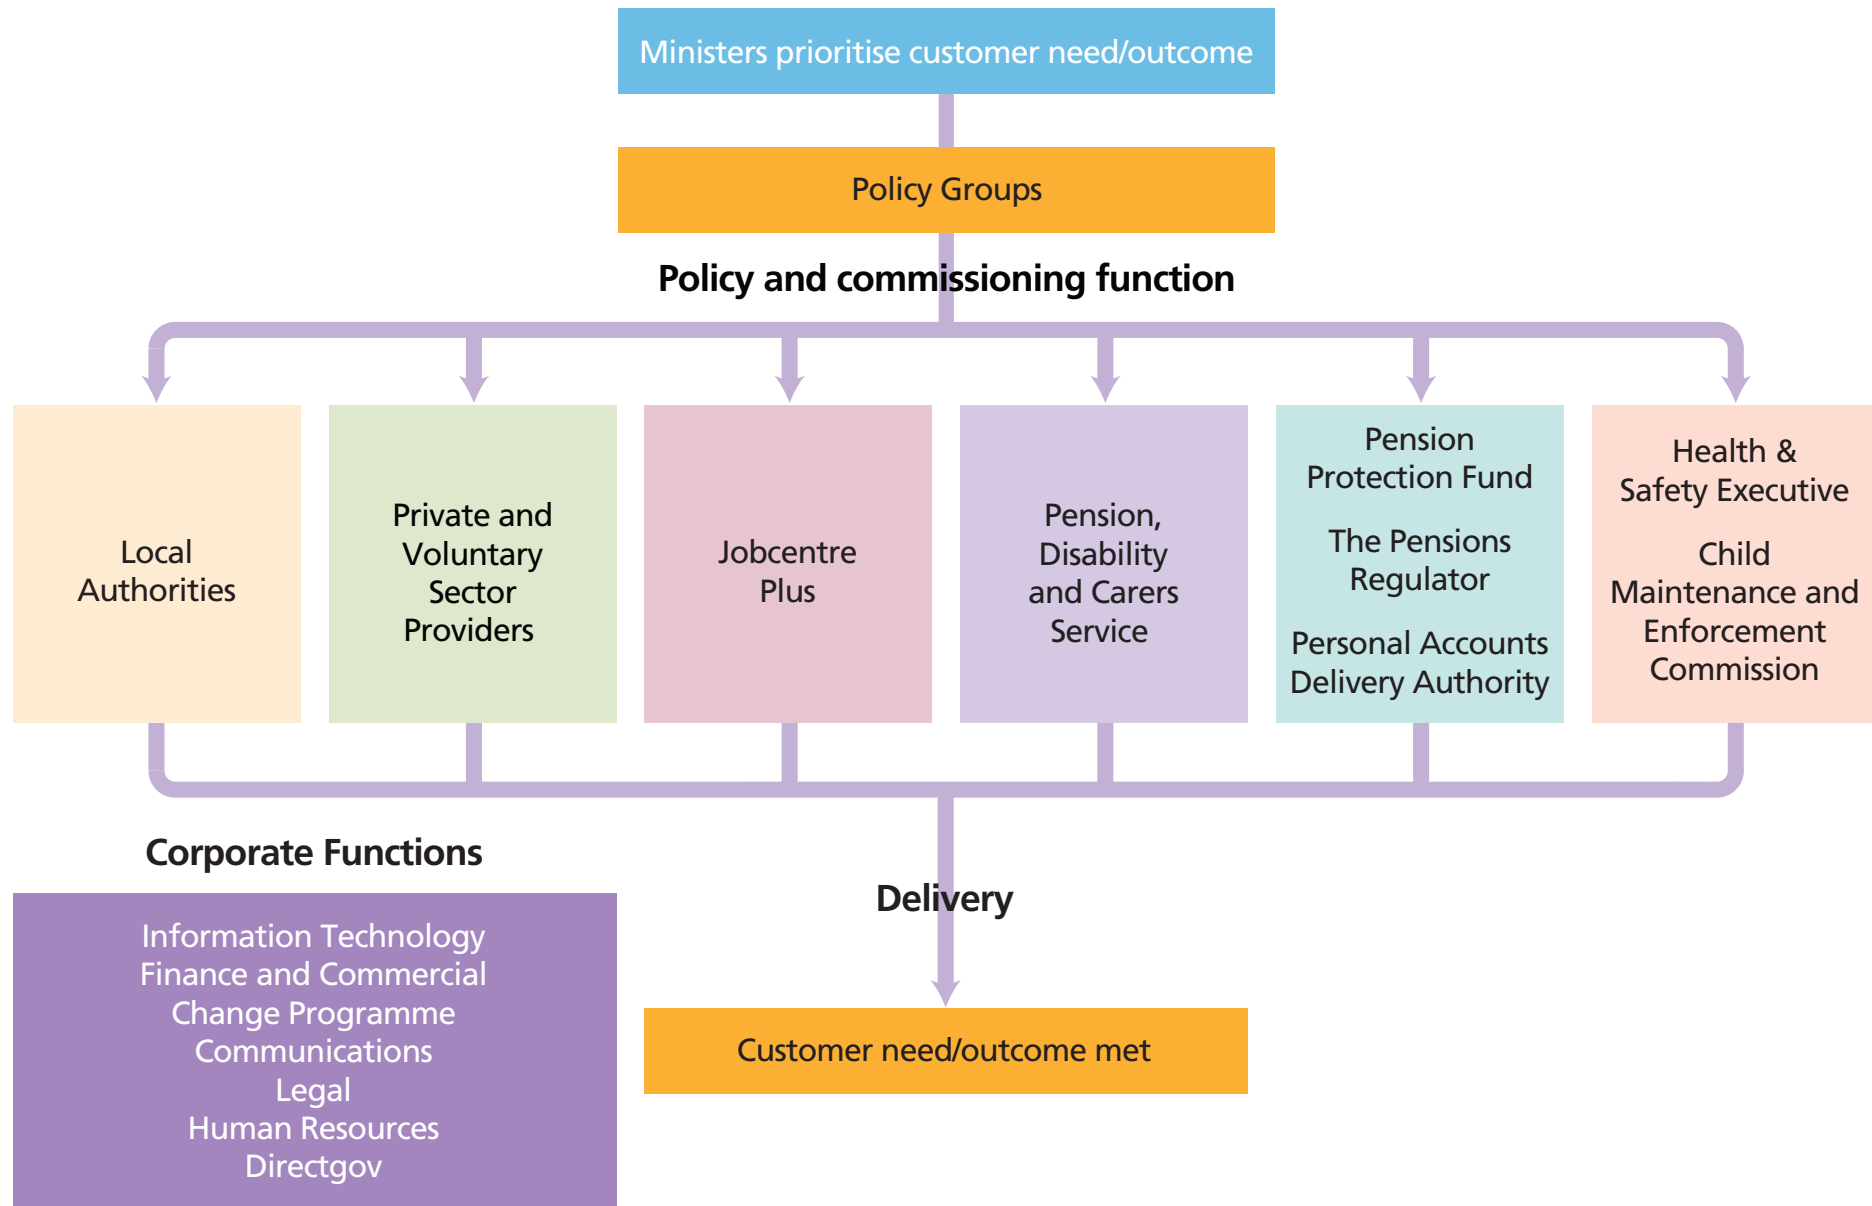 Ministers prioritise customer need/outcome
Policy Groups
Policy and commissioning function
Local
Authorities
Private and
Voluntary
Sector
Providers
Jobcentre
Plus
Pension,
Disability
and Carers
Service
Pension
Protection Fund
The Pensions
Regulator
Personal Accounts
Delivery Authority
Health &
Safety Executive
Child
Maintenance and
Enforcement
Commission
Corporate Functions
Information Technology
Finance and Commercial
Change Programme
Communications
Legal
Human Resources
Directgov
Delivery
Customer need/outcome met